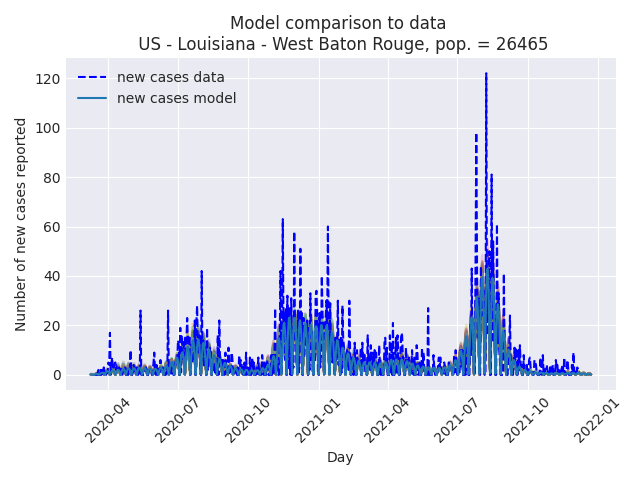 Model comparison to data
US - Louisiana - West Baton Rouge, pop. = 26465
new cases data
new cases model
Number of new cases reported
120
100
80
60
40
20
0
2020-04
2020-07
2020-10
2021-01
2021-04
2021-07
2021-10
2022-01
Day